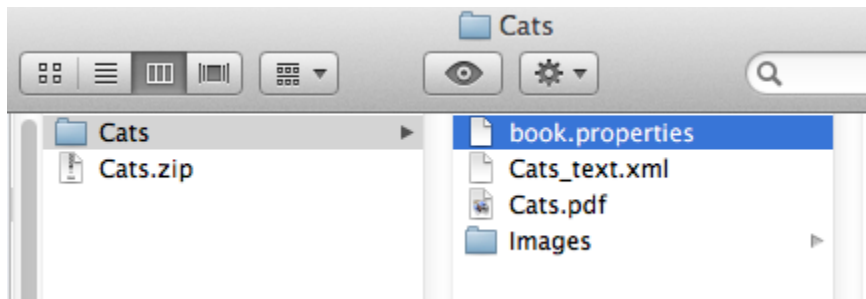 Cats
Cats
Cats.zip
book.properties
Cats_text.xml
Cats.pdf
Images